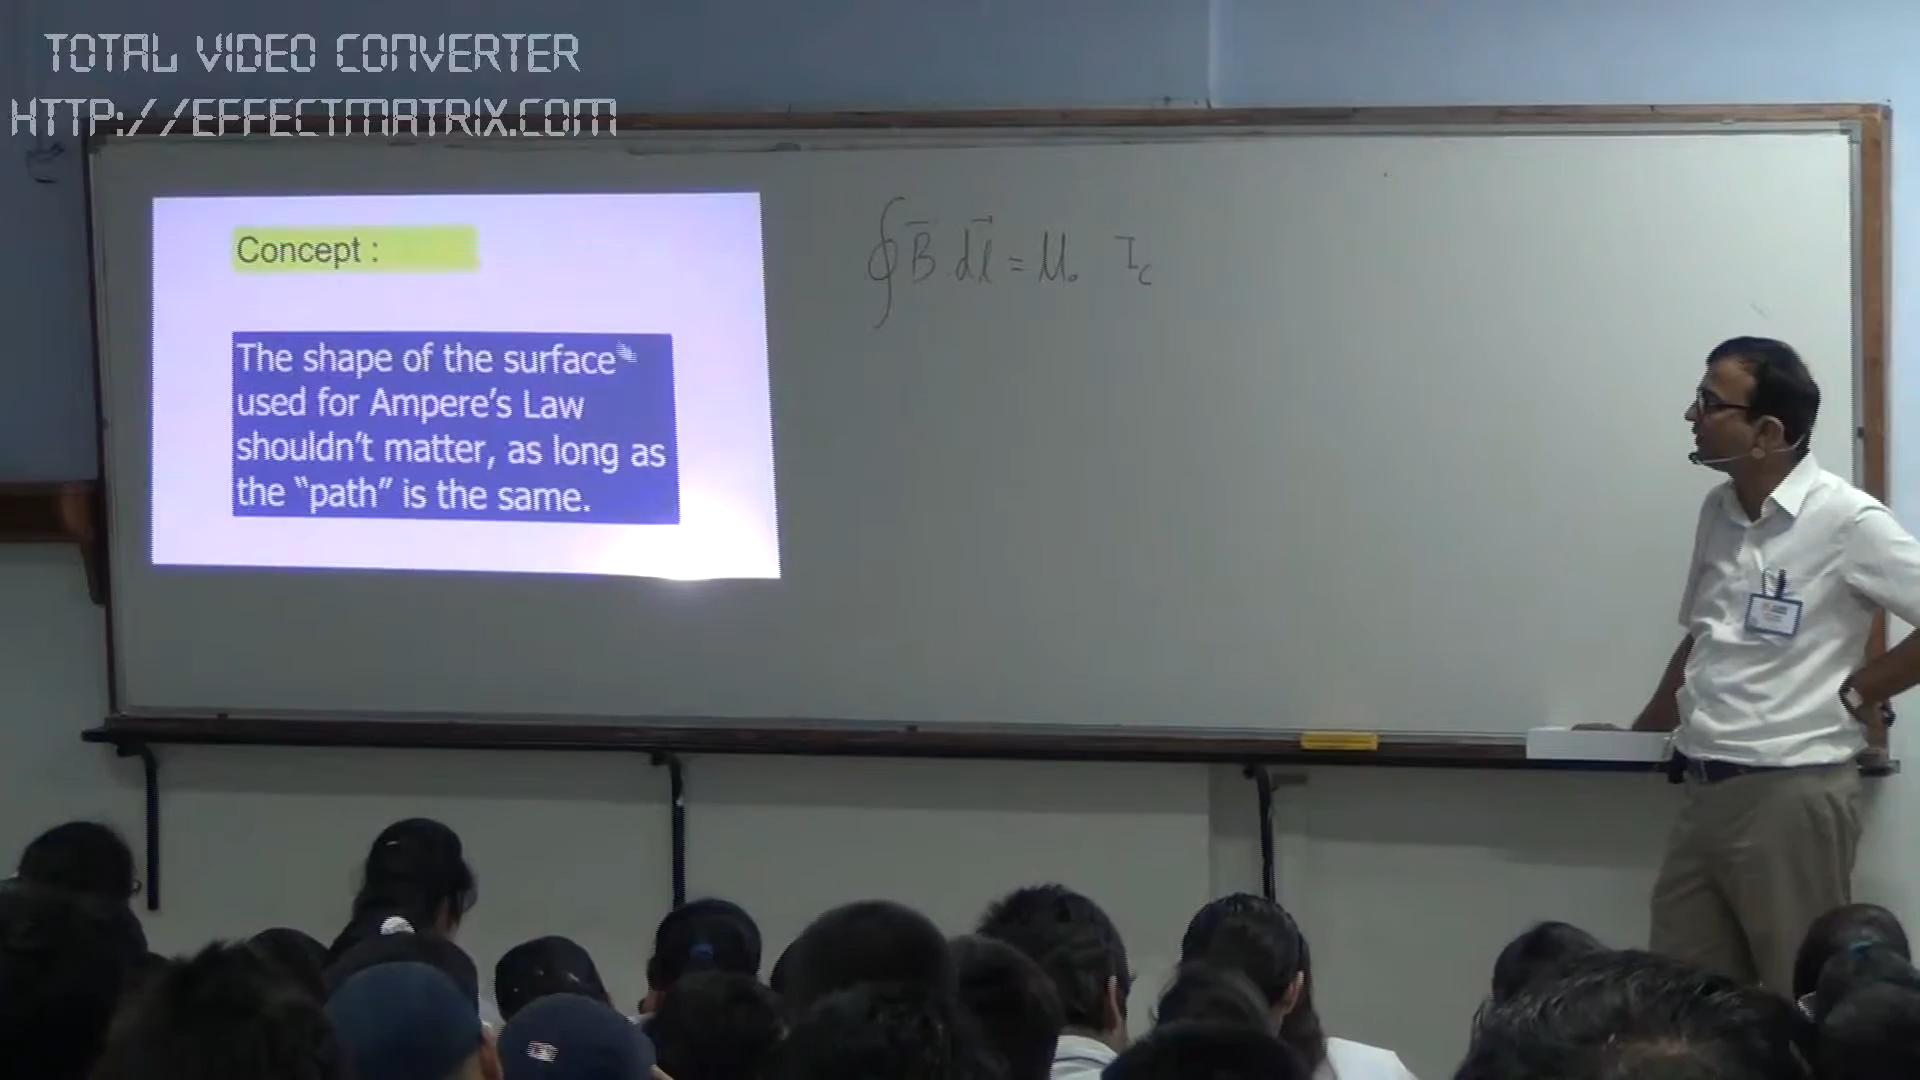 TOTAL VIDEO CONVERTER
HTTP://EFFECTMATRIX.COM
Concept :
The shape of the surface
used for Ampere’s Law
shouldn’t matter, as long as
the “path” is the same.
∮ B⃗ . dl⃗ = μ₀ I_c